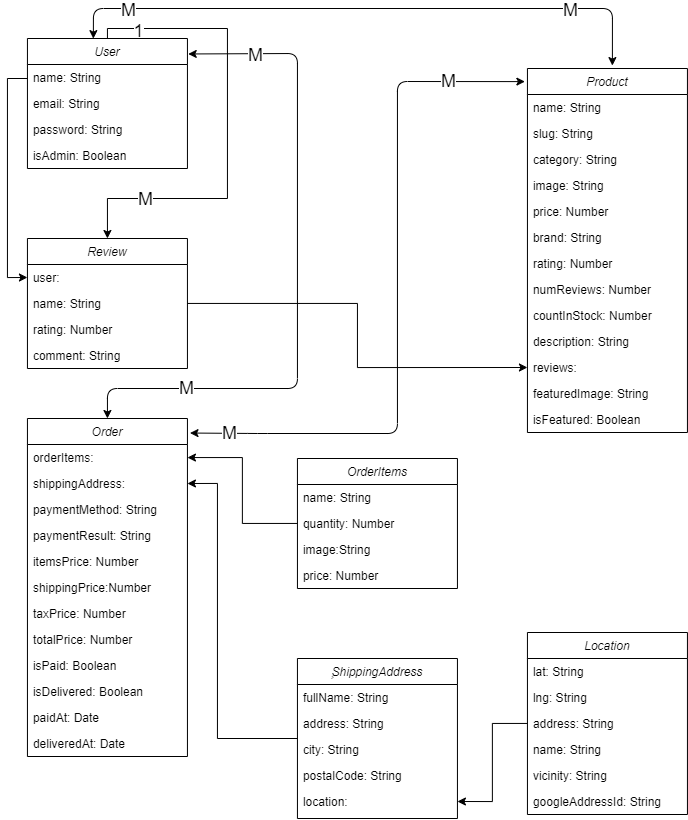 M
M
1
User
name: String
email: String
password: String
isAdmin: Boolean
M
M
Product
name: String
slug: String
category: String
image: String
price: Number
brand: String
rating: Number
numReviews: Number
countInStock: Number
description: String
reviews:
featuredImage: String
isFeatured: Boolean
M
Review
user:
name: String
rating: Number
comment: String
M
M
Order
orderItems:
shippingAddress:
paymentMethod: String
paymentResult: String
itemsPrice: Number
shippingPrice:Number
taxPrice: Number
totalPrice: Number
isPaid: Boolean
isDelivered: Boolean
paidAt: Date
deliveredAt: Date
OrderItems
name: String
quantity: Number
image:String
price: Number
ShippingAddress
fullName: String
address: String
city: String
postalCode: String
location:
Location
lat: String
lng: String
address: String
name: String
vicinity: String
googleAddressId: String